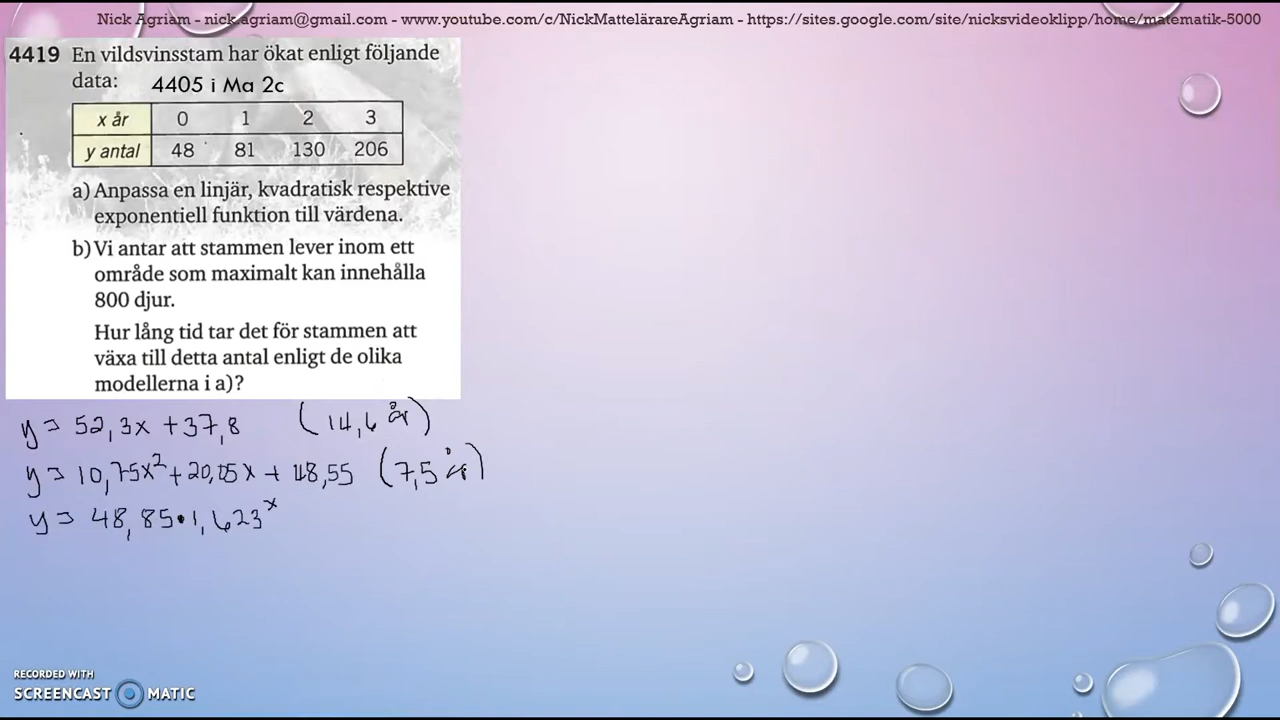 Nick Agriam - nick.agriam@gmail.com - www.youtube.com/c/NickMattelärareAgriam - https://sites.google.com/site/nicksvideoklipp/home/matematik-5000
4419 En vildsvinsstam har ökat enligt följande
data: 4405 i Ma 2c
x år 0 1 2 3
y antal 48 81 130 206
a) Anpassa en linjär, kvadratisk respektive
exponentiell funktion till värdena.
b) Vi antar att stammen lever inom ett
område som maximalt kan innehålla
800 djur.
Hur lång tid tar det för stammen att
växa till detta antal enligt de olika
modellerna i a)?
y = 52,3x + 37,8 (14,6 år)
y = 10,75x² + 20,05x + 48,55 (7,5 år)
y = 48,85 • 1,623^x
RECORDED WITH
SCREENCAST MATIC